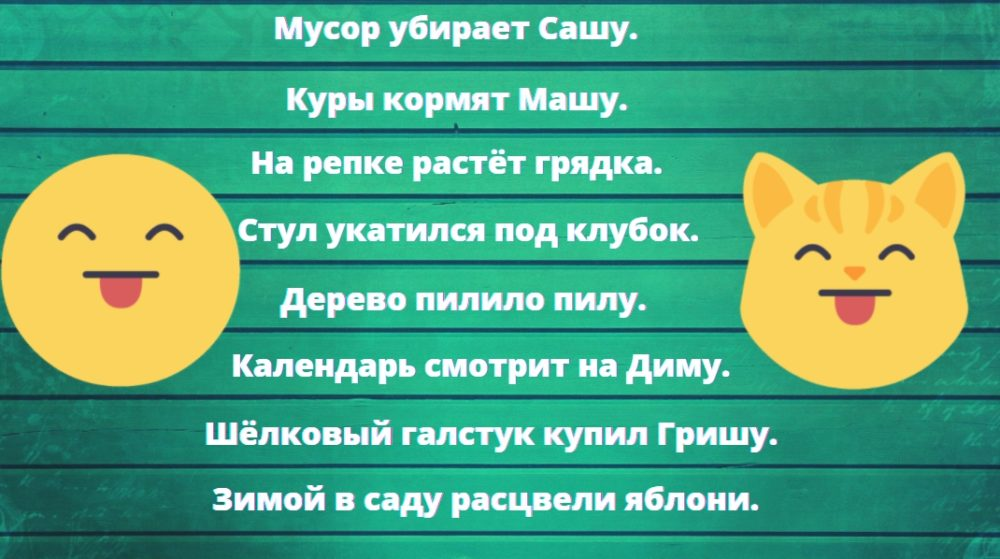 Мусор убирает Сашу.
Куры кормят Машу.
На репке растёт грядка.
Стул укатился под клубок.
Дерево пилило пилу.
Календарь смотрит на Диму.
Шёлковый галстук купил Гришу.
Зимой в саду расцвели яблони.